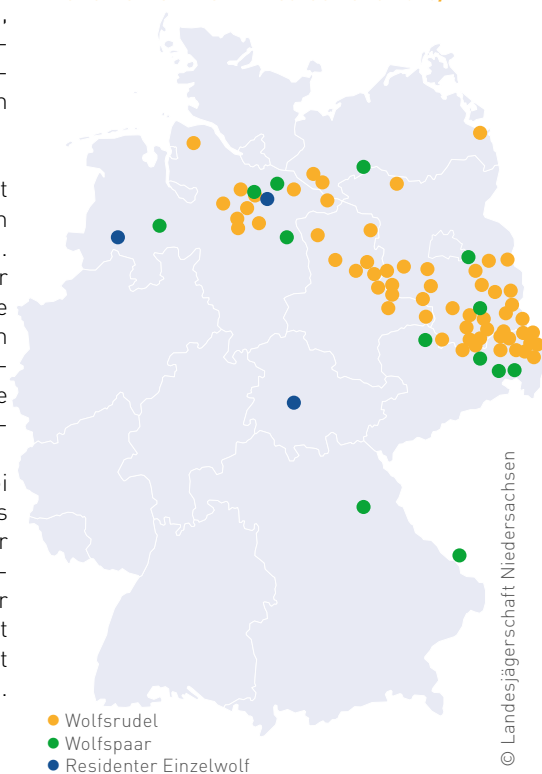 ,
–
–
n
t
n
.
r
e
n
–
e
–
i
s
r
–
r
t
t
.
Wolfsrudel
Wolfspaar
Residenter Einzelwolf
© Landesjägerschaft Niedersachsen